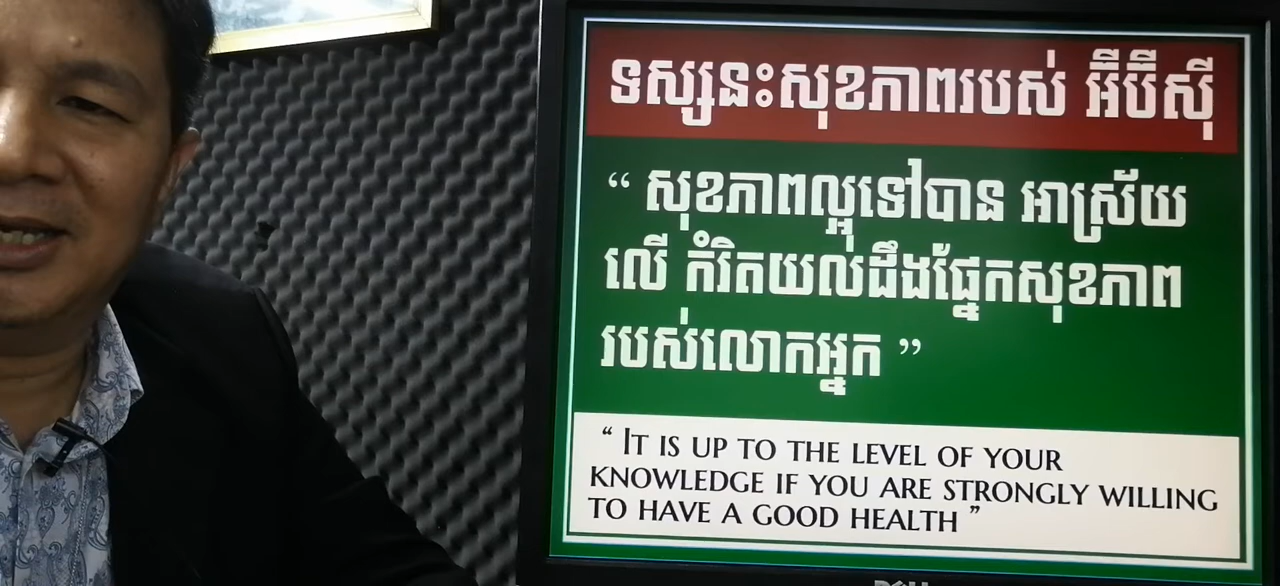 ទស្សនះសុខភាពរបស់ អ៊ីប៊ីស៊ី
“ សុខភាពល្អទៅបាន អាស្រ័យ
លើ កំរិតយល់ដឹងផ្នែកសុខភាព
របស់លោកអ្នក ”
“ It is up to the level of your
knowledge if you are strongly willing
to have a good health ”